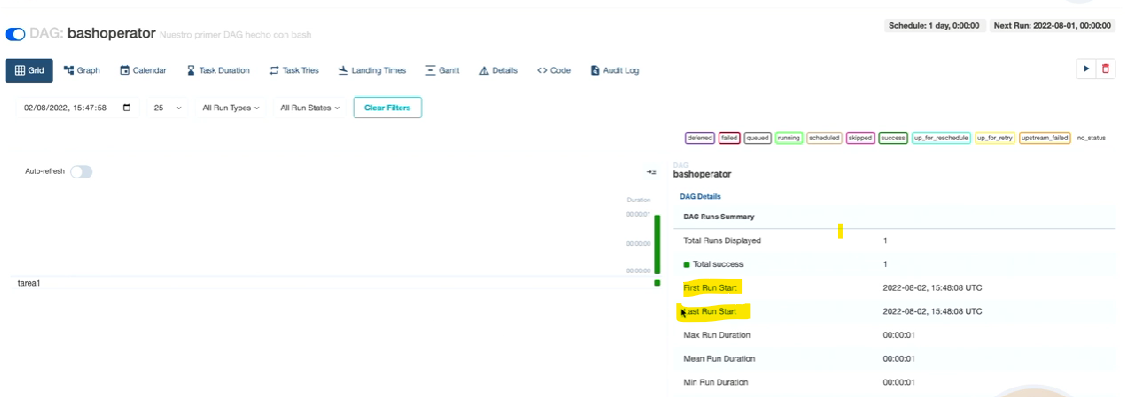 DAG: bashoperator Nuestro primer DAG hecho con bash
Schedule: 1 day, 0:00:00 Next Run: 2022-08-01, 00:00:00
Grid Graph Calendar Task Duration Task Tries Landing Times Gantt Details <> Code Audit Log
02/08/2022, 15:47:58 25 All Run Types All Run States Clear Filters
deferred failed queued running scheduled skipped success up_for_reschedule up_for_retry upstream_failed no_status
Auto-refresh
DAG
bashoperator
DAG Details
Duration
00:00:01
00:00:00
00:00:00
tarea1
DAG Runs Summary
Total Runs Displayed 1
Total success 1
First Run Start 2022-08-02, 15:48:03 UTC
Last Run Start 2022-08-02, 15:48:03 UTC
Max Run Duration 00:00:01
Mean Run Duration 00:00:01
Min Run Duration 00:00:01